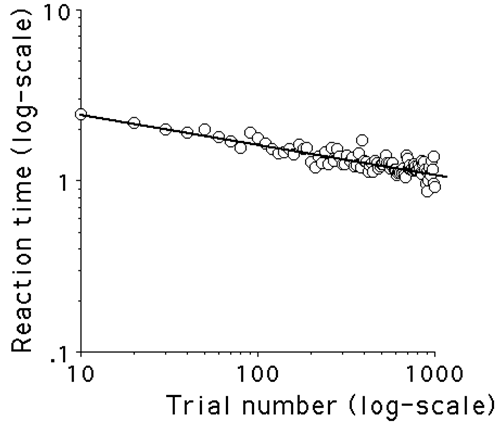 Reaction time (log-scale)
10
1
.1
10 100 1000
Trial number (log-scale)